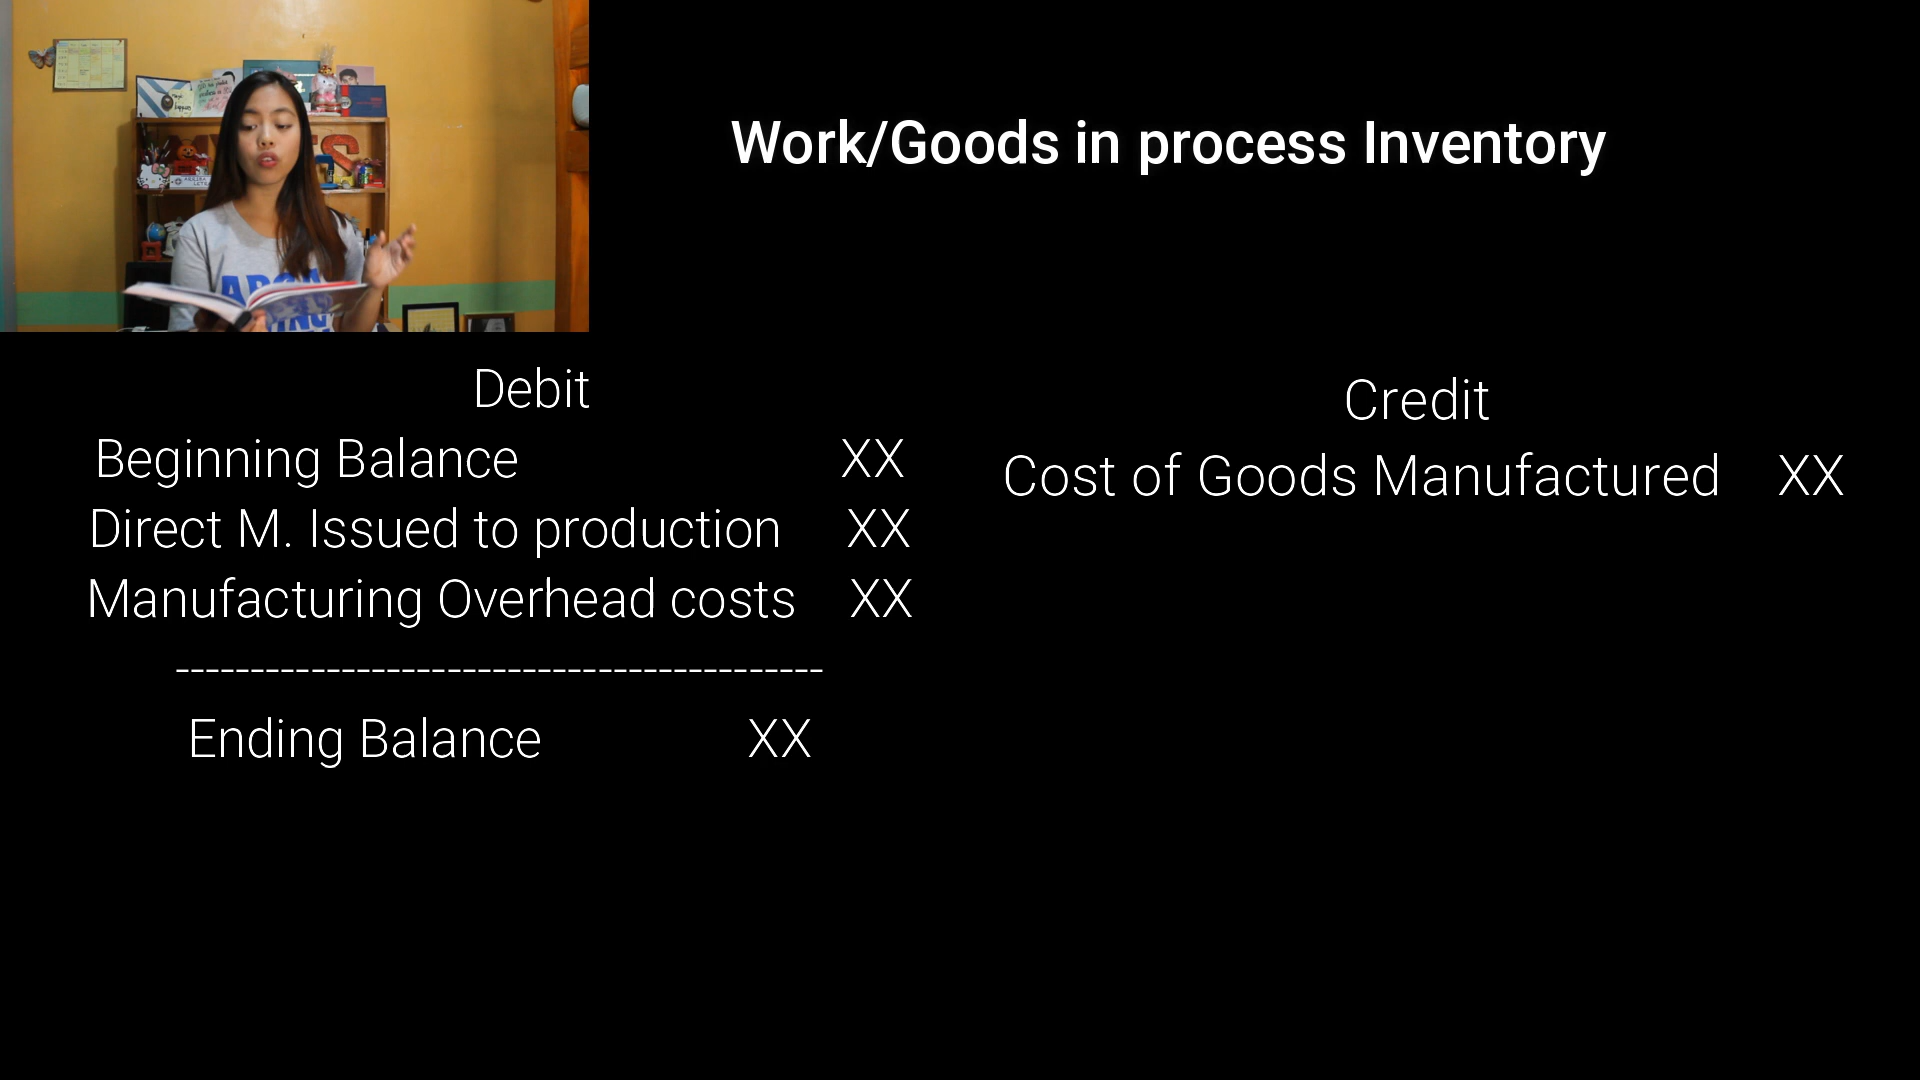 Work/Goods in process Inventory
Debit
Beginning Balance XX
Direct M. Issued to production XX
Manufacturing Overhead costs XX
-------------------------------------------
Ending Balance XX
Credit
Cost of Goods Manufactured XX